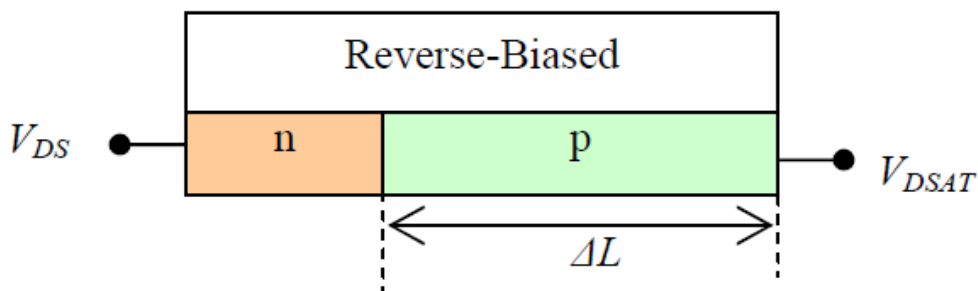 Reverse-Biased
V_DS n p V_DSAT
ΔL